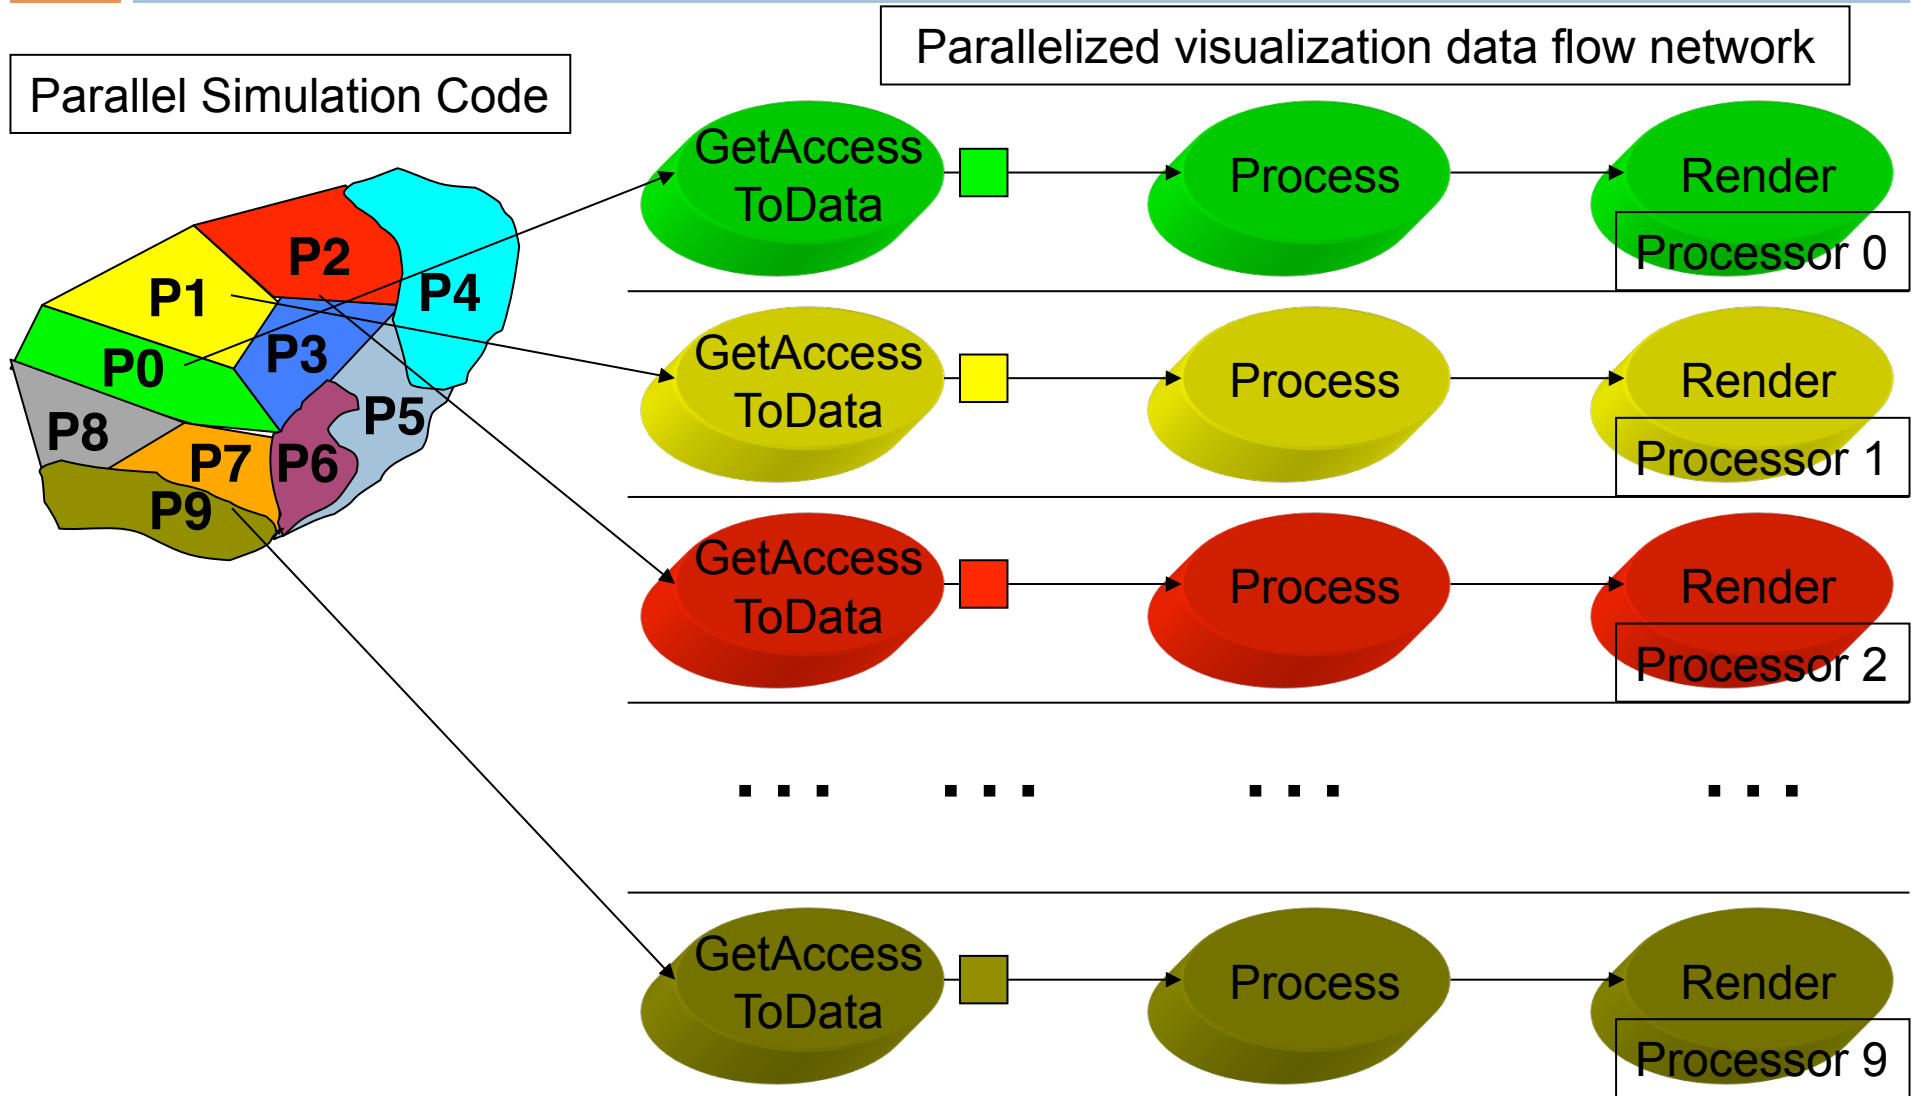 Parallelized visualization data flow network
Parallel Simulation Code
P2
P4
P1
P3
P0
P5
P8
P7
P6
P9
GetAccess
ToData
Process
Render
Processor 0
GetAccess
ToData
Process
Render
Processor 1
GetAccess
ToData
Process
Render
Processor 2
... ... ... ...
GetAccess
ToData
Process
Render
Processor 9